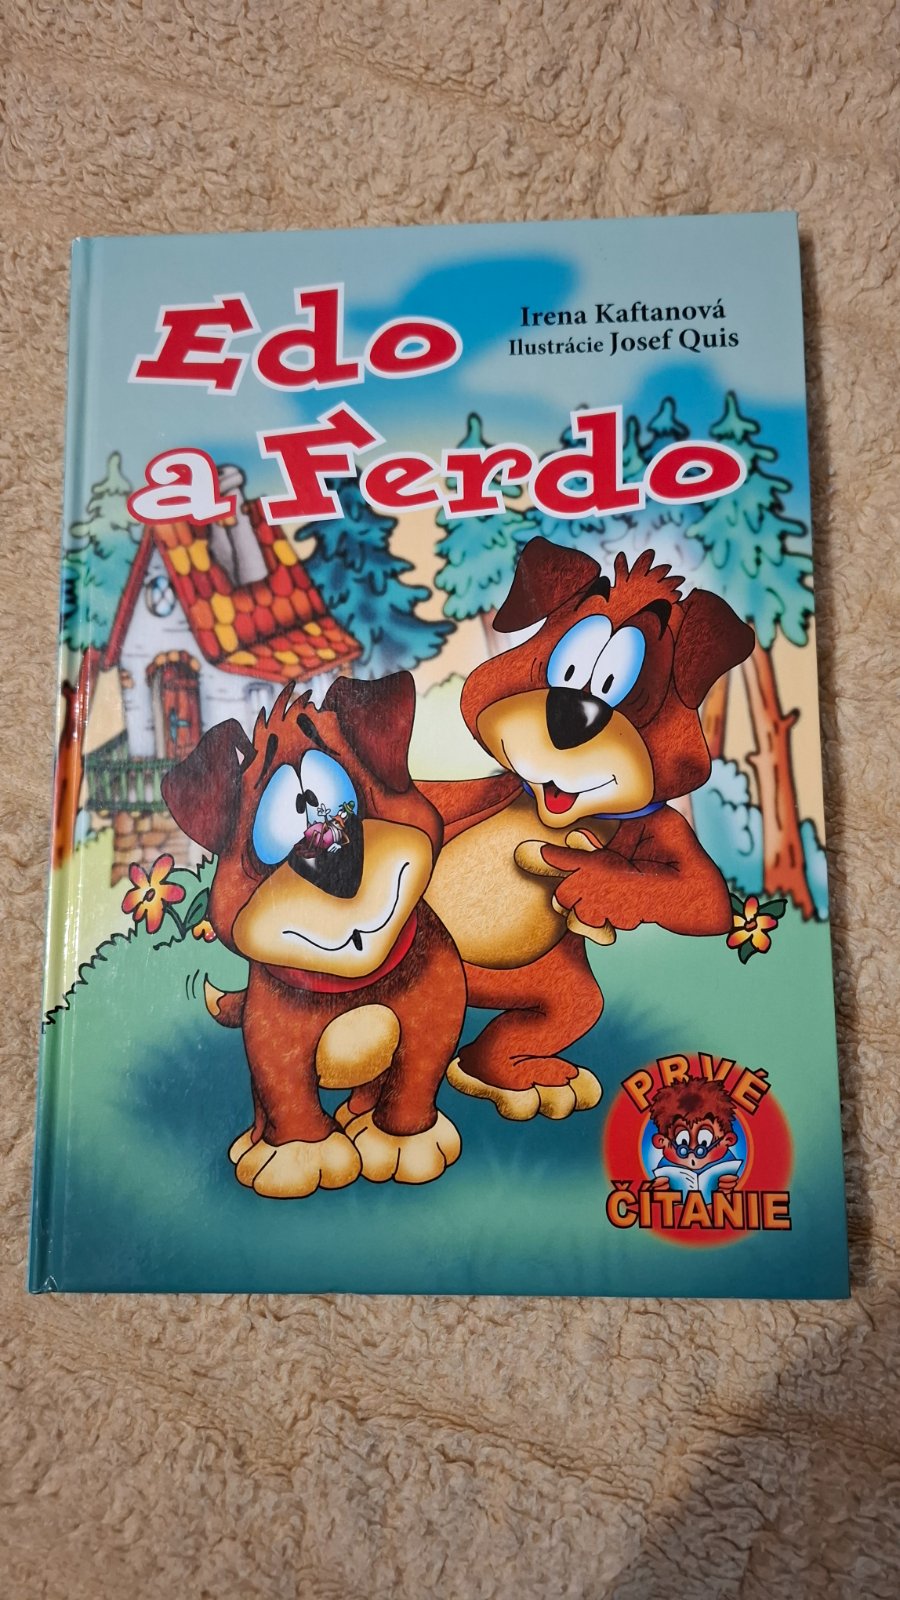 Edo
a Ferdo
Irena Kaftanová
Ilustrácie Josef Quis
PRVÉ
ČÍTANIE